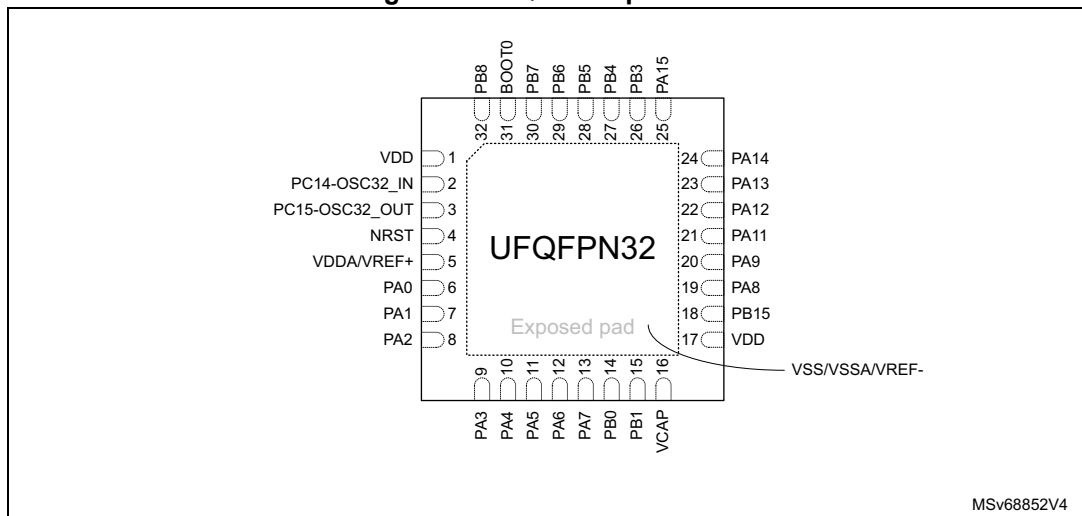 PB8
BOOT0
PB7
PB6
PB5
PB4
PB3
PA15
32
31
30
29
28
27
26
25
VDD 1
PC14-OSC32_IN 2
PC15-OSC32_OUT 3
NRST 4
VDDA/VREF+ 5
PA0 6
PA1 7
PA2 8
UFQFPN32
Exposed pad
24 PA14
23 PA13
22 PA12
21 PA11
20 PA9
19 PA8
18 PB15
17 VDD
VSS/VSSA/VREF-
9
10
11
12
13
14
15
16
PA3
PA4
PA5
PA6
PA7
PB0
PB1
VCAP
MSv68852V4